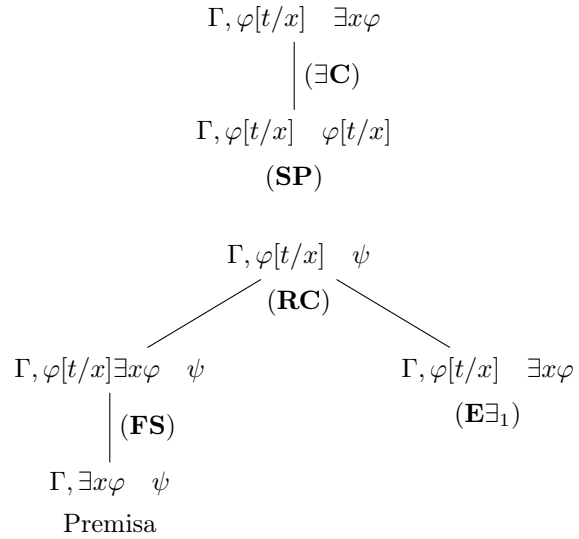 Γ, φ[t/x] ∃xφ
(∃C)
Γ, φ[t/x] φ[t/x]
(SP)
Γ, φ[t/x] ψ
(RC)
Γ, φ[t/x]∃xφ ψ
Γ, φ[t/x] ∃xφ
(FS)
(E∃₁)
Γ, ∃xφ ψ
Premisa